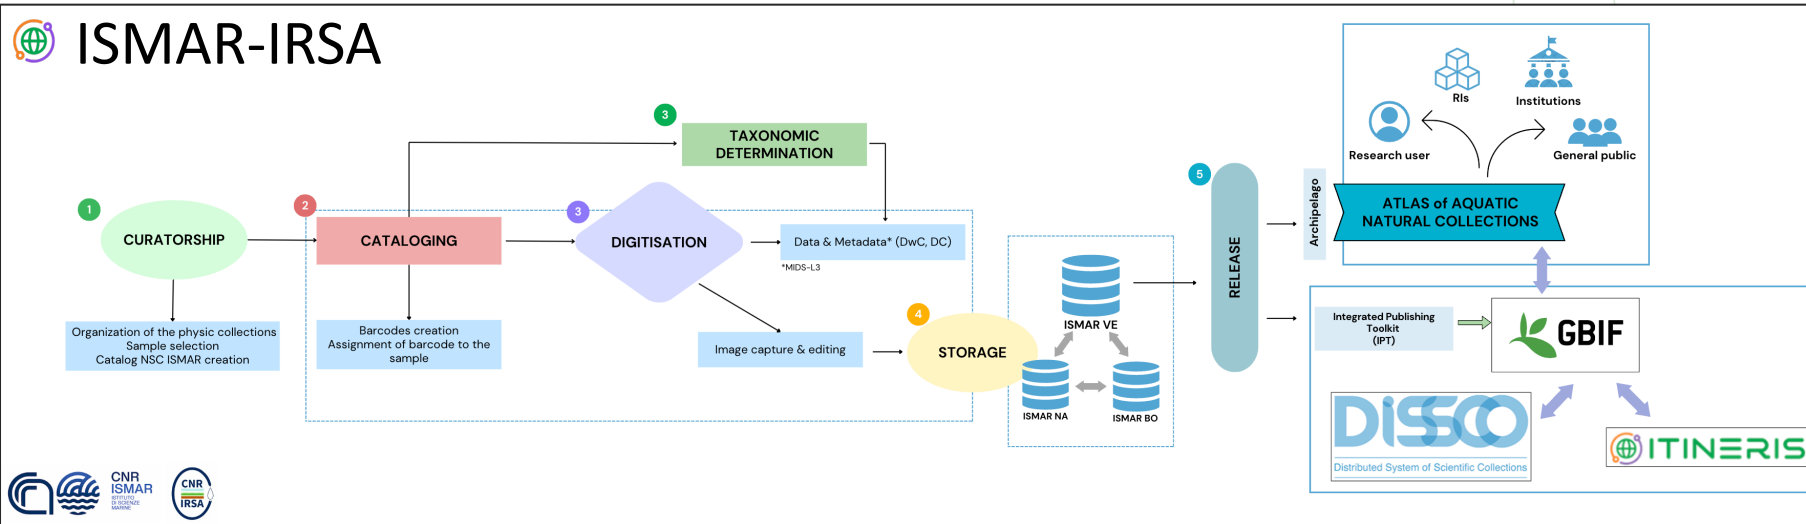 ISMAR-IRSA
1
CURATORSHIP
Organization of the physic collections
Sample selection
Catalog NSC ISMAR creation
2
CATALOGING
Barcodes creation
Assignment of barcode to the
sample
3
TAXONOMIC
DETERMINATION
3
DIGITISATION
Data & Metadata* (DwC, DC)
*MIDS-L3
Image capture & editing
4
STORAGE
ISMAR VE
ISMAR NA
ISMAR BO
5
RELEASE
Archipelago
RIs
Institutions
Research user
General public
ATLAS of AQUATIC
NATURAL COLLECTIONS
Integrated Publishing
Toolkit
(IPT)
GBIF
DiSSCO
Distributed System of Scientific Collections
ITINERIS
CNR
ISMAR
ISTITUTO
DI SCIENZE
MARINE
CNR
IRSA